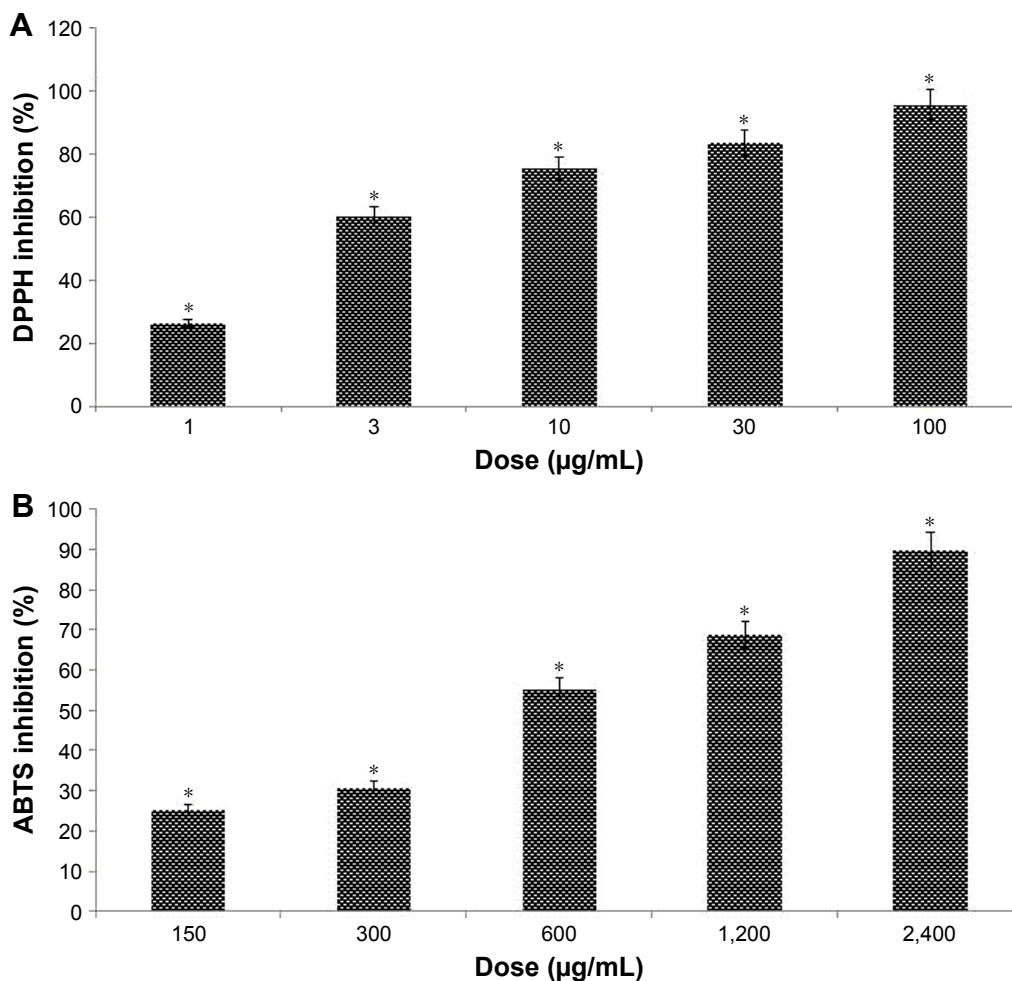 A
DPPH inhibition (%)
120
100
80
60
40
20
0
* * * * *
1 3 10 30 100
Dose (µg/mL)
B
ABTS inhibition (%)
100
90
80
70
60
50
40
30
20
10
0
* * * * *
150 300 600 1,200 2,400
Dose (µg/mL)